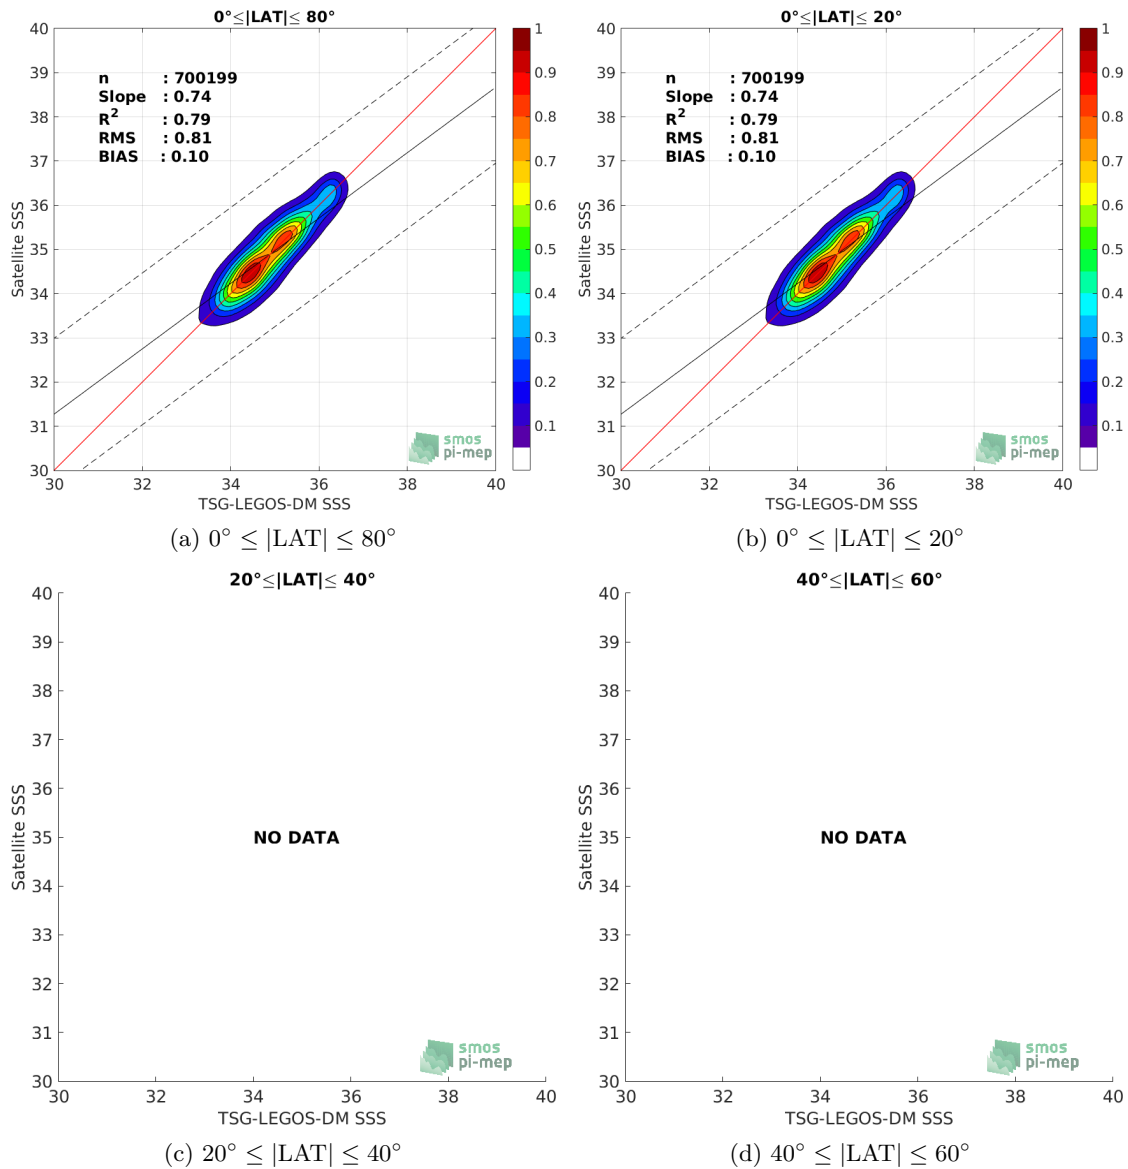 0°≤|LAT|≤ 80°
n : 700199
Slope : 0.74
R² : 0.79
RMS : 0.81
BIAS : 0.10
40
39
38
37
36
35
34
33
32
31
30
Satellite SSS
30 32 34 36 38 40
TSG-LEGOS-DM SSS
1
0.9
0.8
0.7
0.6
0.5
0.4
0.3
0.2
0.1
smos
pi-mep
(a) 0° ≤ |LAT| ≤ 80°
0°≤|LAT|≤ 20°
n : 700199
Slope : 0.74
R² : 0.79
RMS : 0.81
BIAS : 0.10
40
39
38
37
36
35
34
33
32
31
30
Satellite SSS
30 32 34 36 38 40
TSG-LEGOS-DM SSS
1
0.9
0.8
0.7
0.6
0.5
0.4
0.3
0.2
0.1
smos
pi-mep
(b) 0° ≤ |LAT| ≤ 20°
20°≤|LAT|≤ 40°
40
39
38
37
36
35
34
33
32
31
30
Satellite SSS
NO DATA
smos
pi-mep
30 32 34 36 38 40
TSG-LEGOS-DM SSS
(c) 20° ≤ |LAT| ≤ 40°
40°≤|LAT|≤ 60°
40
39
38
37
36
35
34
33
32
31
30
Satellite SSS
NO DATA
smos
pi-mep
30 32 34 36 38 40
TSG-LEGOS-DM SSS
(d) 40° ≤ |LAT| ≤ 60°